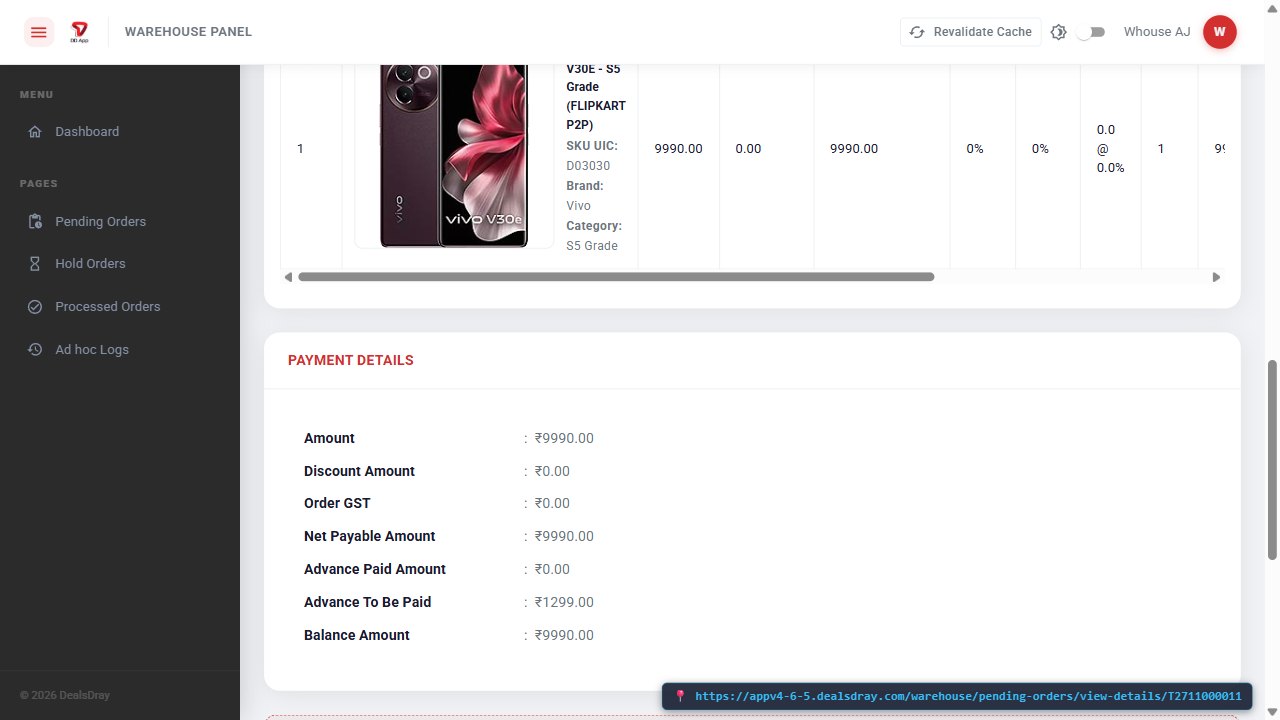 DD App
WAREHOUSE PANEL
Revalidate Cache
Whouse AJ
W
MENU
Dashboard
PAGES
Pending Orders
Hold Orders
Processed Orders
Ad hoc Logs
© 2026 DealsDray
1
vivo
vivo V30e
V30E - S5
Grade
(FLIPKART
P2P)
SKU UIC:
D03030
Brand:
Vivo
Category:
S5 Grade
9990.00
0.00
9990.00
0%
0%
0.0
@
0.0%
1
PAYMENT DETAILS
Amount : ₹9990.00
Discount Amount : ₹0.00
Order GST : ₹0.00
Net Payable Amount : ₹9990.00
Advance Paid Amount : ₹0.00
Advance To Be Paid : ₹1299.00
Balance Amount : ₹9990.00
https://appv4-6-5.dealsdray.com/warehouse/pending-orders/view-details/T2711000011